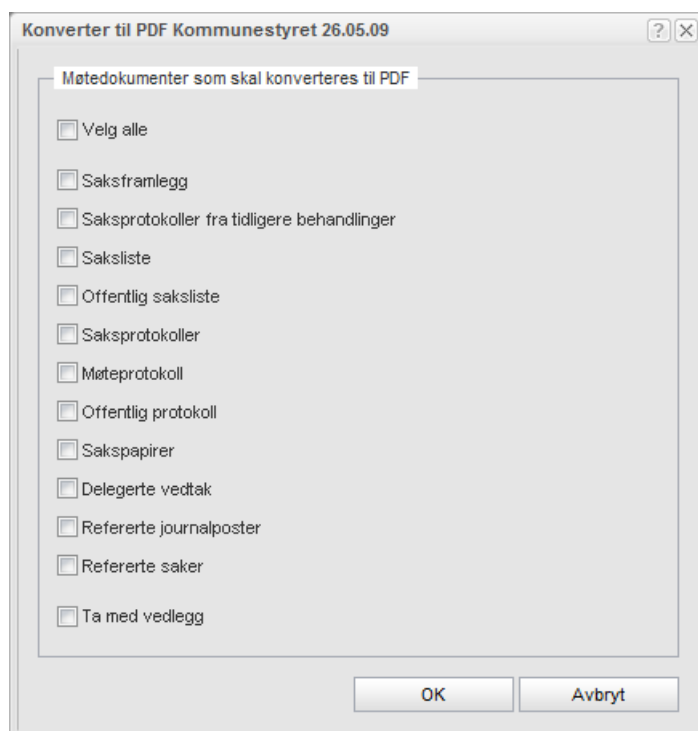 Konverter til PDF Kommunestyret 26.05.09
Møtedokumenter som skal konverteres til PDF
Velg alle
Saksframlegg
Saksprotokoller fra tidligere behandlinger
Saksliste
Offentlig saksliste
Saksprotokoller
Møteprotokoll
Offentlig protokoll
Sakspapirer
Delegerte vedtak
Refererte journalposter
Refererte saker
Ta med vedlegg
OK Avbryt